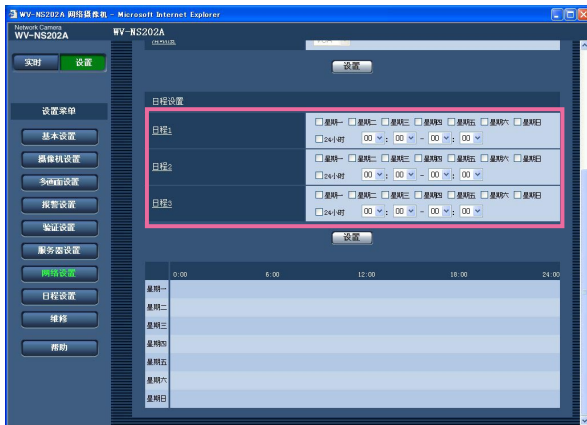 WV-NS202A 网络摄像机 - Microsoft Internet Explorer
Network Camera
WV-NS202A
WV-NS202A
实时 设置
设置
设置菜单
基本设置
摄像机设置
多画面设置
报警设置
验证设置
服务器设置
网络设置
日程设置
维修
帮助
日程设置
日程1
星期一 星期二 星期三 星期四 星期五 星期六 星期日
24小时 00 : 00 - 00 : 00
日程2
星期一 星期二 星期三 星期四 星期五 星期六 星期日
24小时 00 : 00 - 00 : 00
日程3
星期一 星期二 星期三 星期四 星期五 星期六 星期日
24小时 00 : 00 - 00 : 00
设置
0:00 6:00 12:00 18:00 24:00
星期一
星期二
星期三
星期四
星期五
星期六
星期日